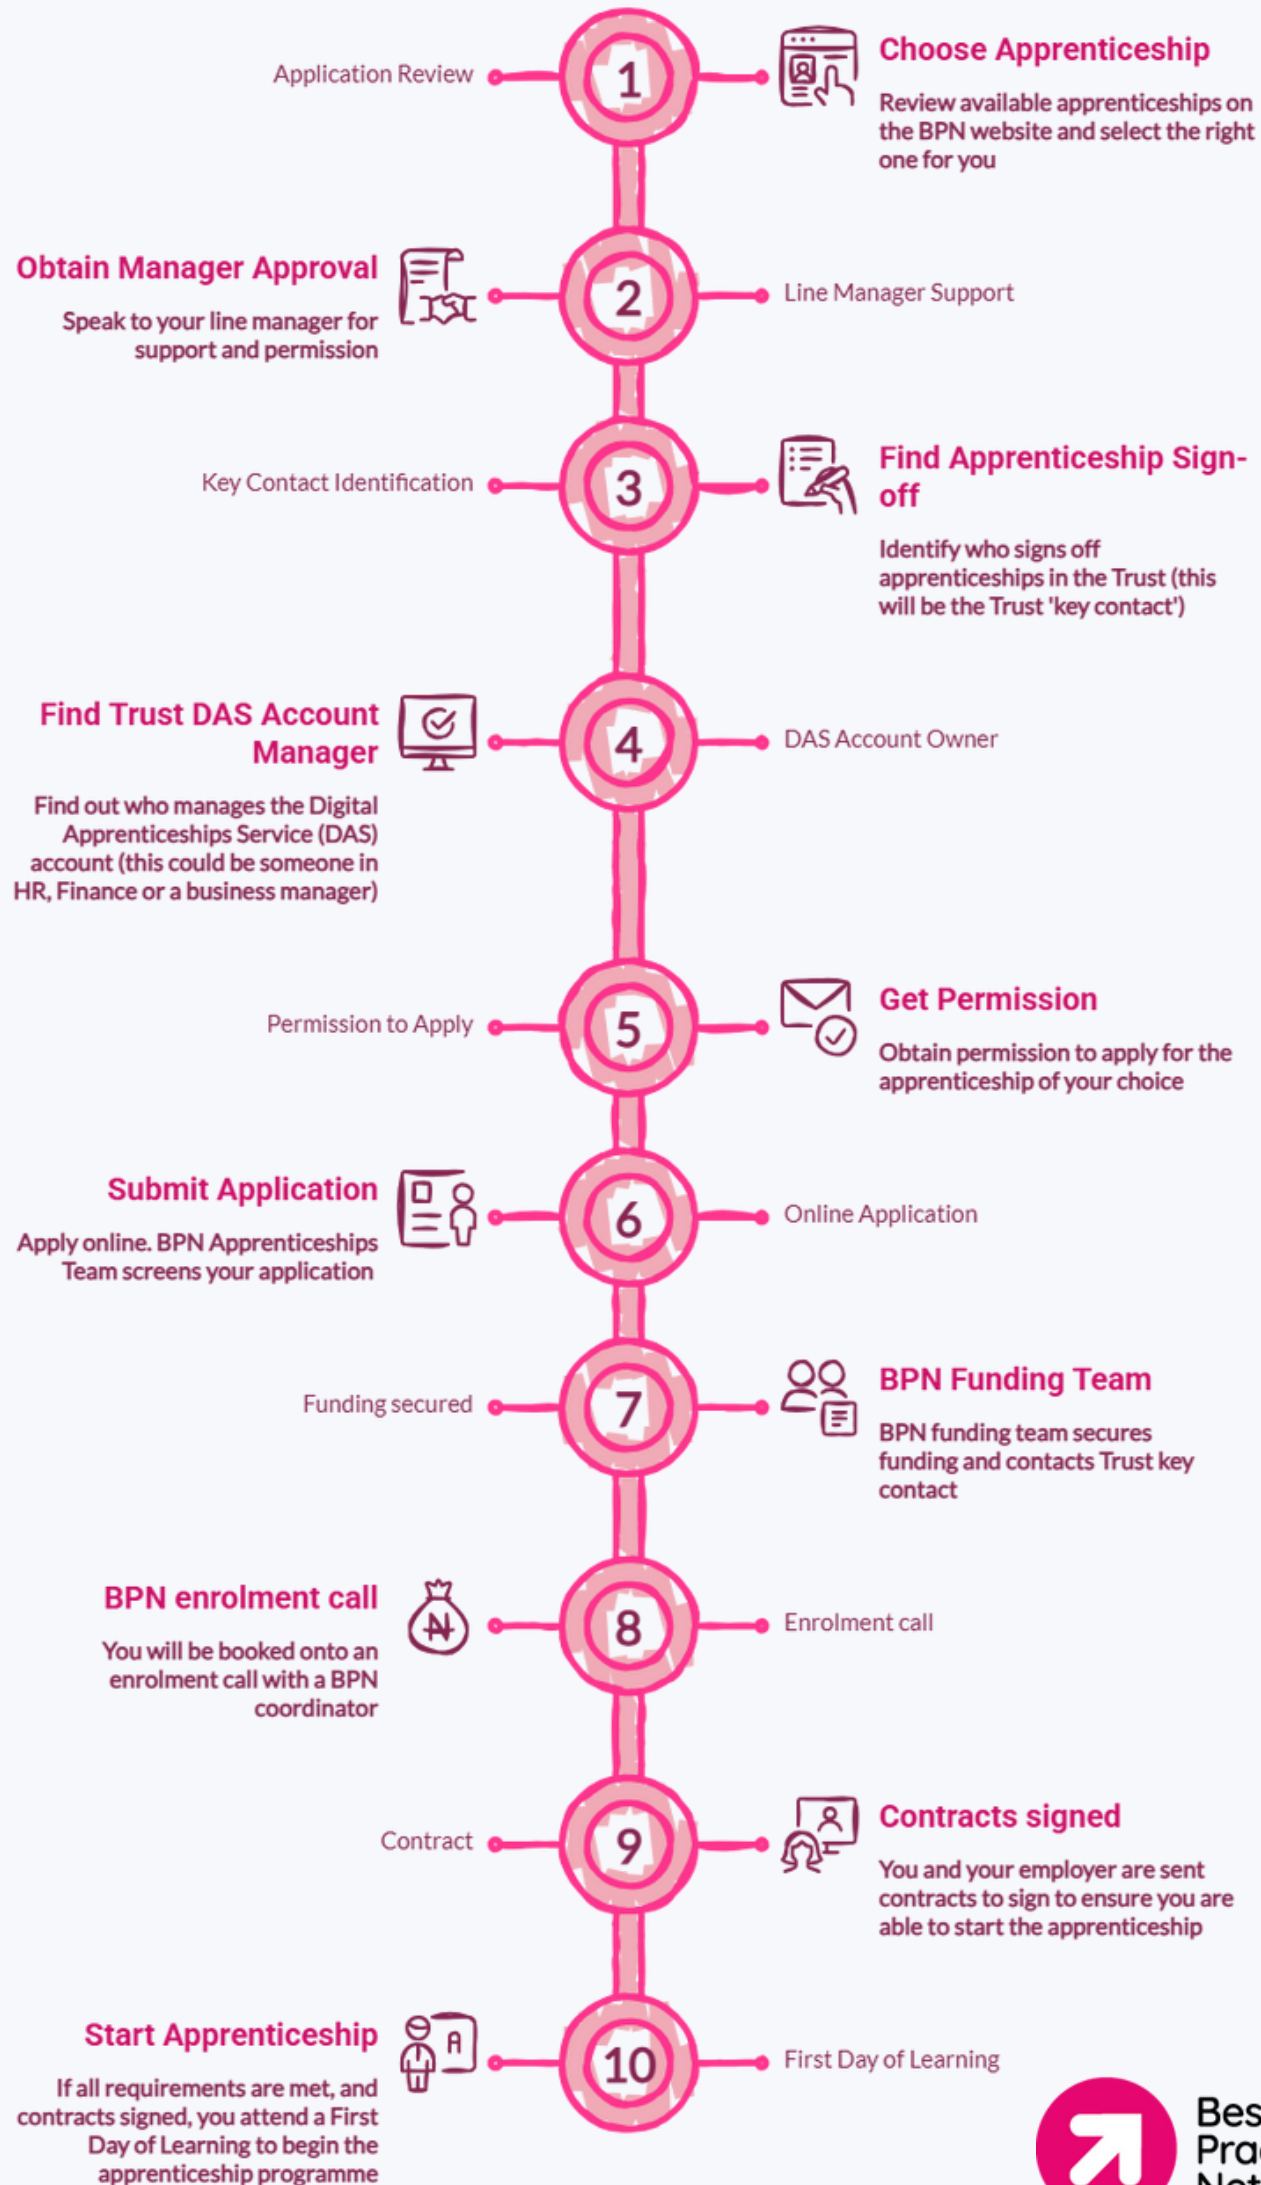 Application Review
1
Choose Apprenticeship
Review available apprenticeships on
the BPN website and select the right
one for you
Obtain Manager Approval
Speak to your line manager for
support and permission
2
Line Manager Support
Key Contact Identification
3
Find Apprenticeship Sign-
off
Identify who signs off
apprenticeships in the Trust (this
will be the Trust 'key contact')
Find Trust DAS Account
Manager
Find out who manages the Digital
Apprenticeships Service (DAS)
account (this could be someone in
HR, Finance or a business manager)
4
DAS Account Owner
Permission to Apply
5
Get Permission
Obtain permission to apply for the
apprenticeship of your choice
Submit Application
Apply online. BPN Apprenticeships
Team screens your application
6
Online Application
Funding secured
7
BPN Funding Team
BPN funding team secures
funding and contacts Trust key
contact
BPN enrolment call
You will be booked onto an
enrolment call with a BPN
coordinator
8
Enrolment call
Contract
9
Contracts signed
You and your employer are sent
contracts to sign to ensure you are
able to start the apprenticeship
Start Apprenticeship
If all requirements are met, and
contracts signed, you attend a First
Day of Learning to begin the
apprenticeship programme
A
10
First Day of Learning